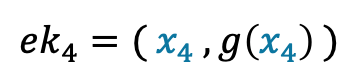 ek₄ = ( x₄ , g(x₄) )